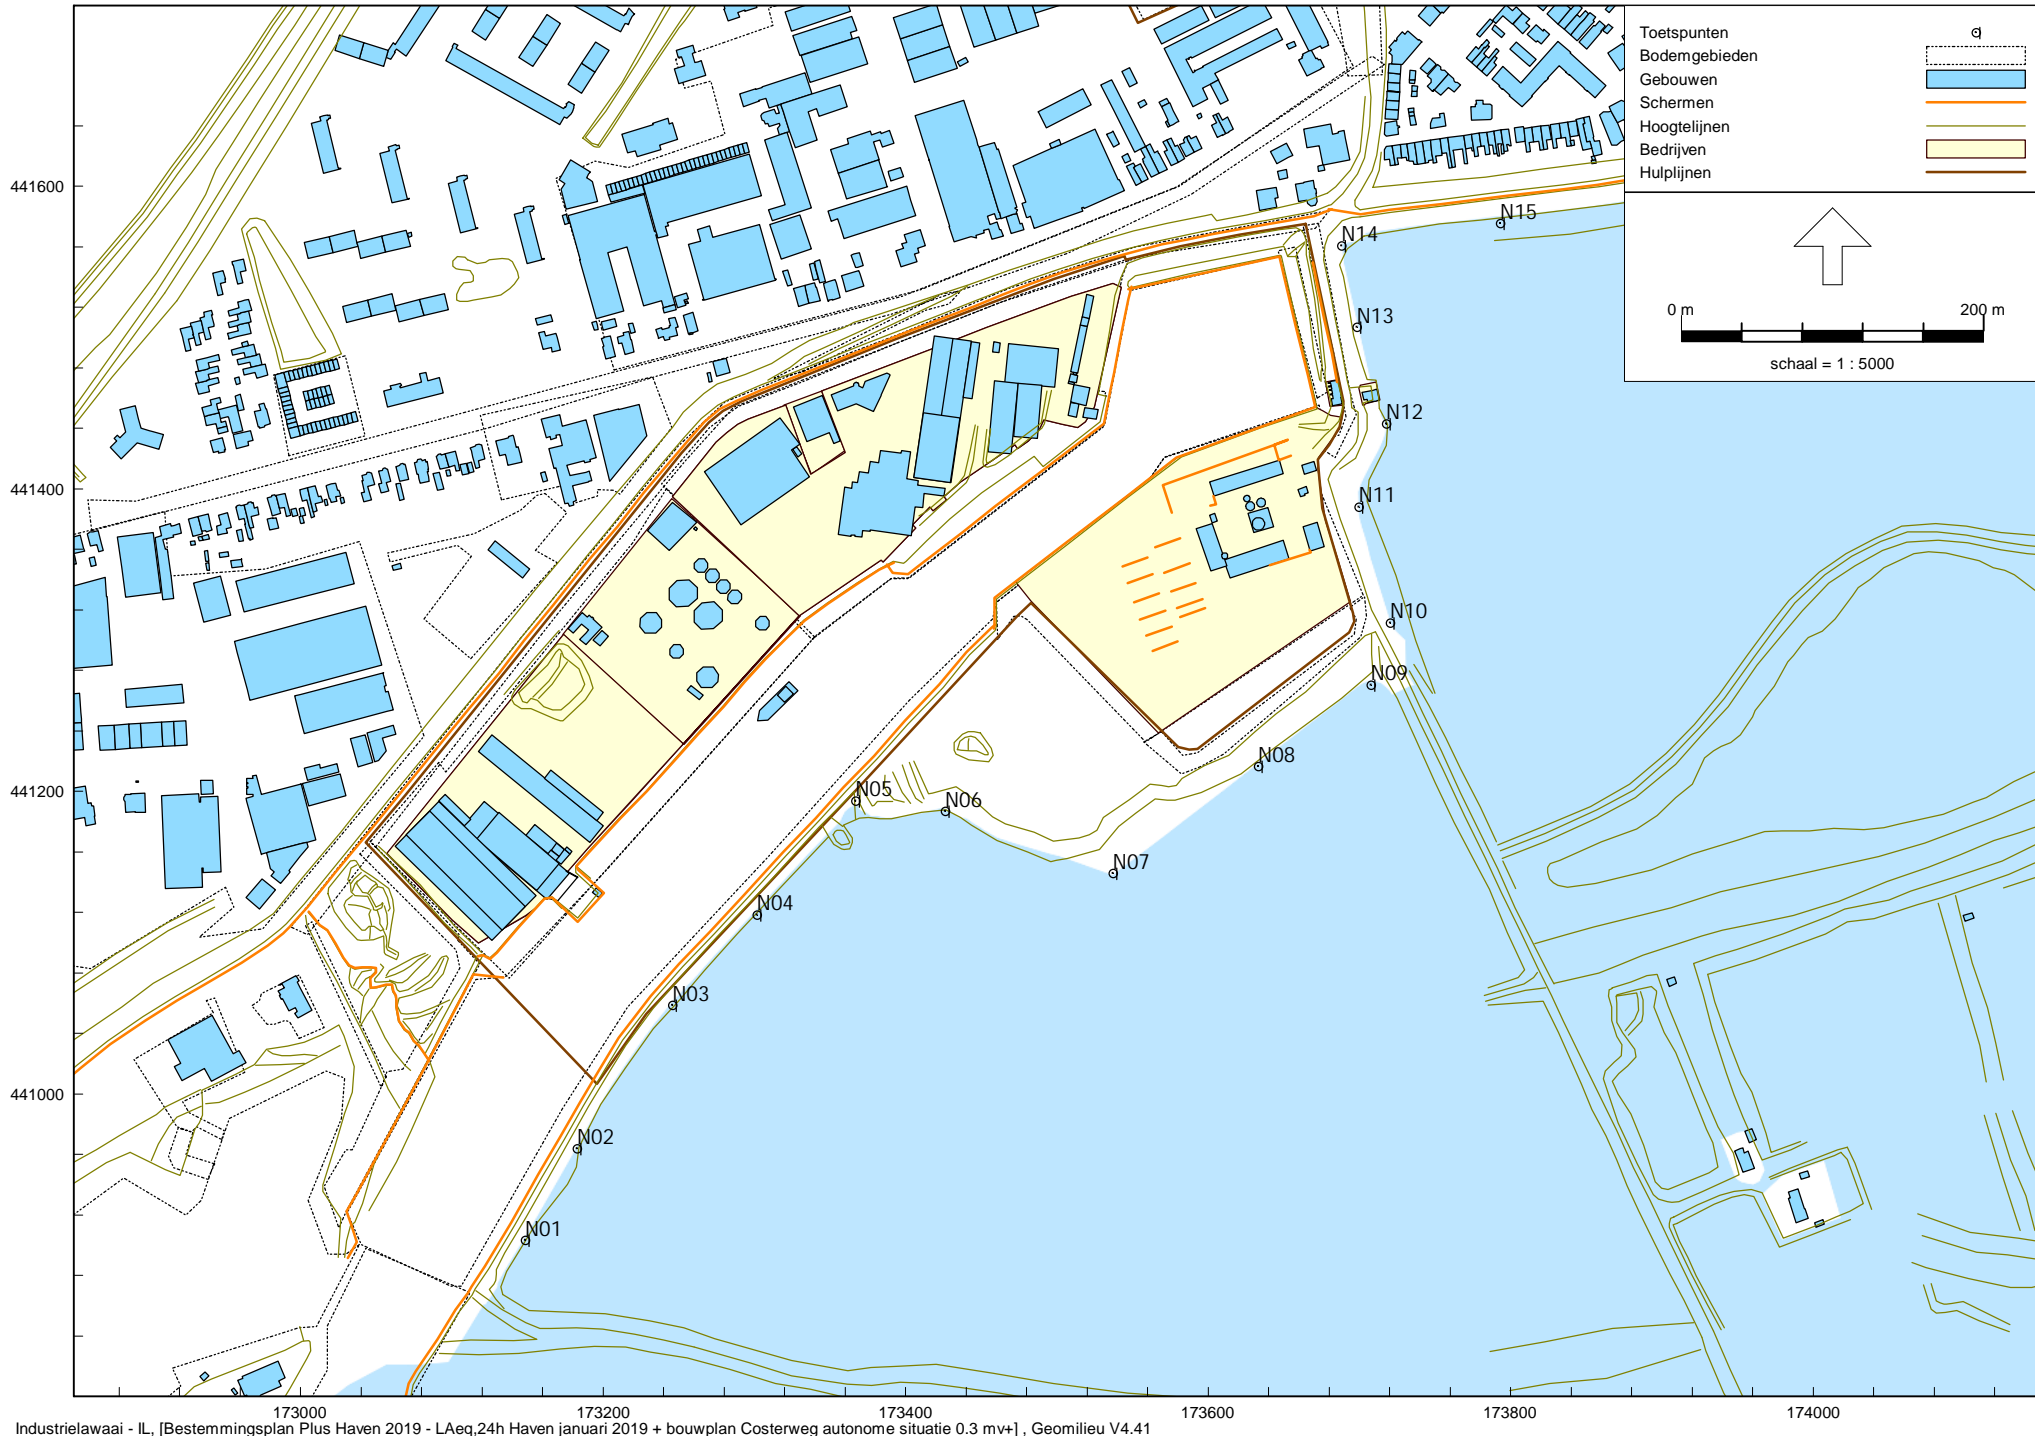 Toetspunten
Bodemgebieden
Gebouwen
Schermen
Hoogtelijnen
Bedrijven
Hulplijnen
0 m 200 m
schaal = 1 : 5000
441600
441400
441200
441000
N15
N14
N13
N12
N11
N10
N09
N08
N05
N06
N07
N04
N03
N02
N01
173000 173200 173400 173600 173800 174000
Industrielawaai - IL, [Bestemmingsplan Plus Haven 2019 - LAeq,24h Haven januari 2019 + bouwplan Costerweg autonome situatie 0.3 mv+] , Geomilieu V4.41